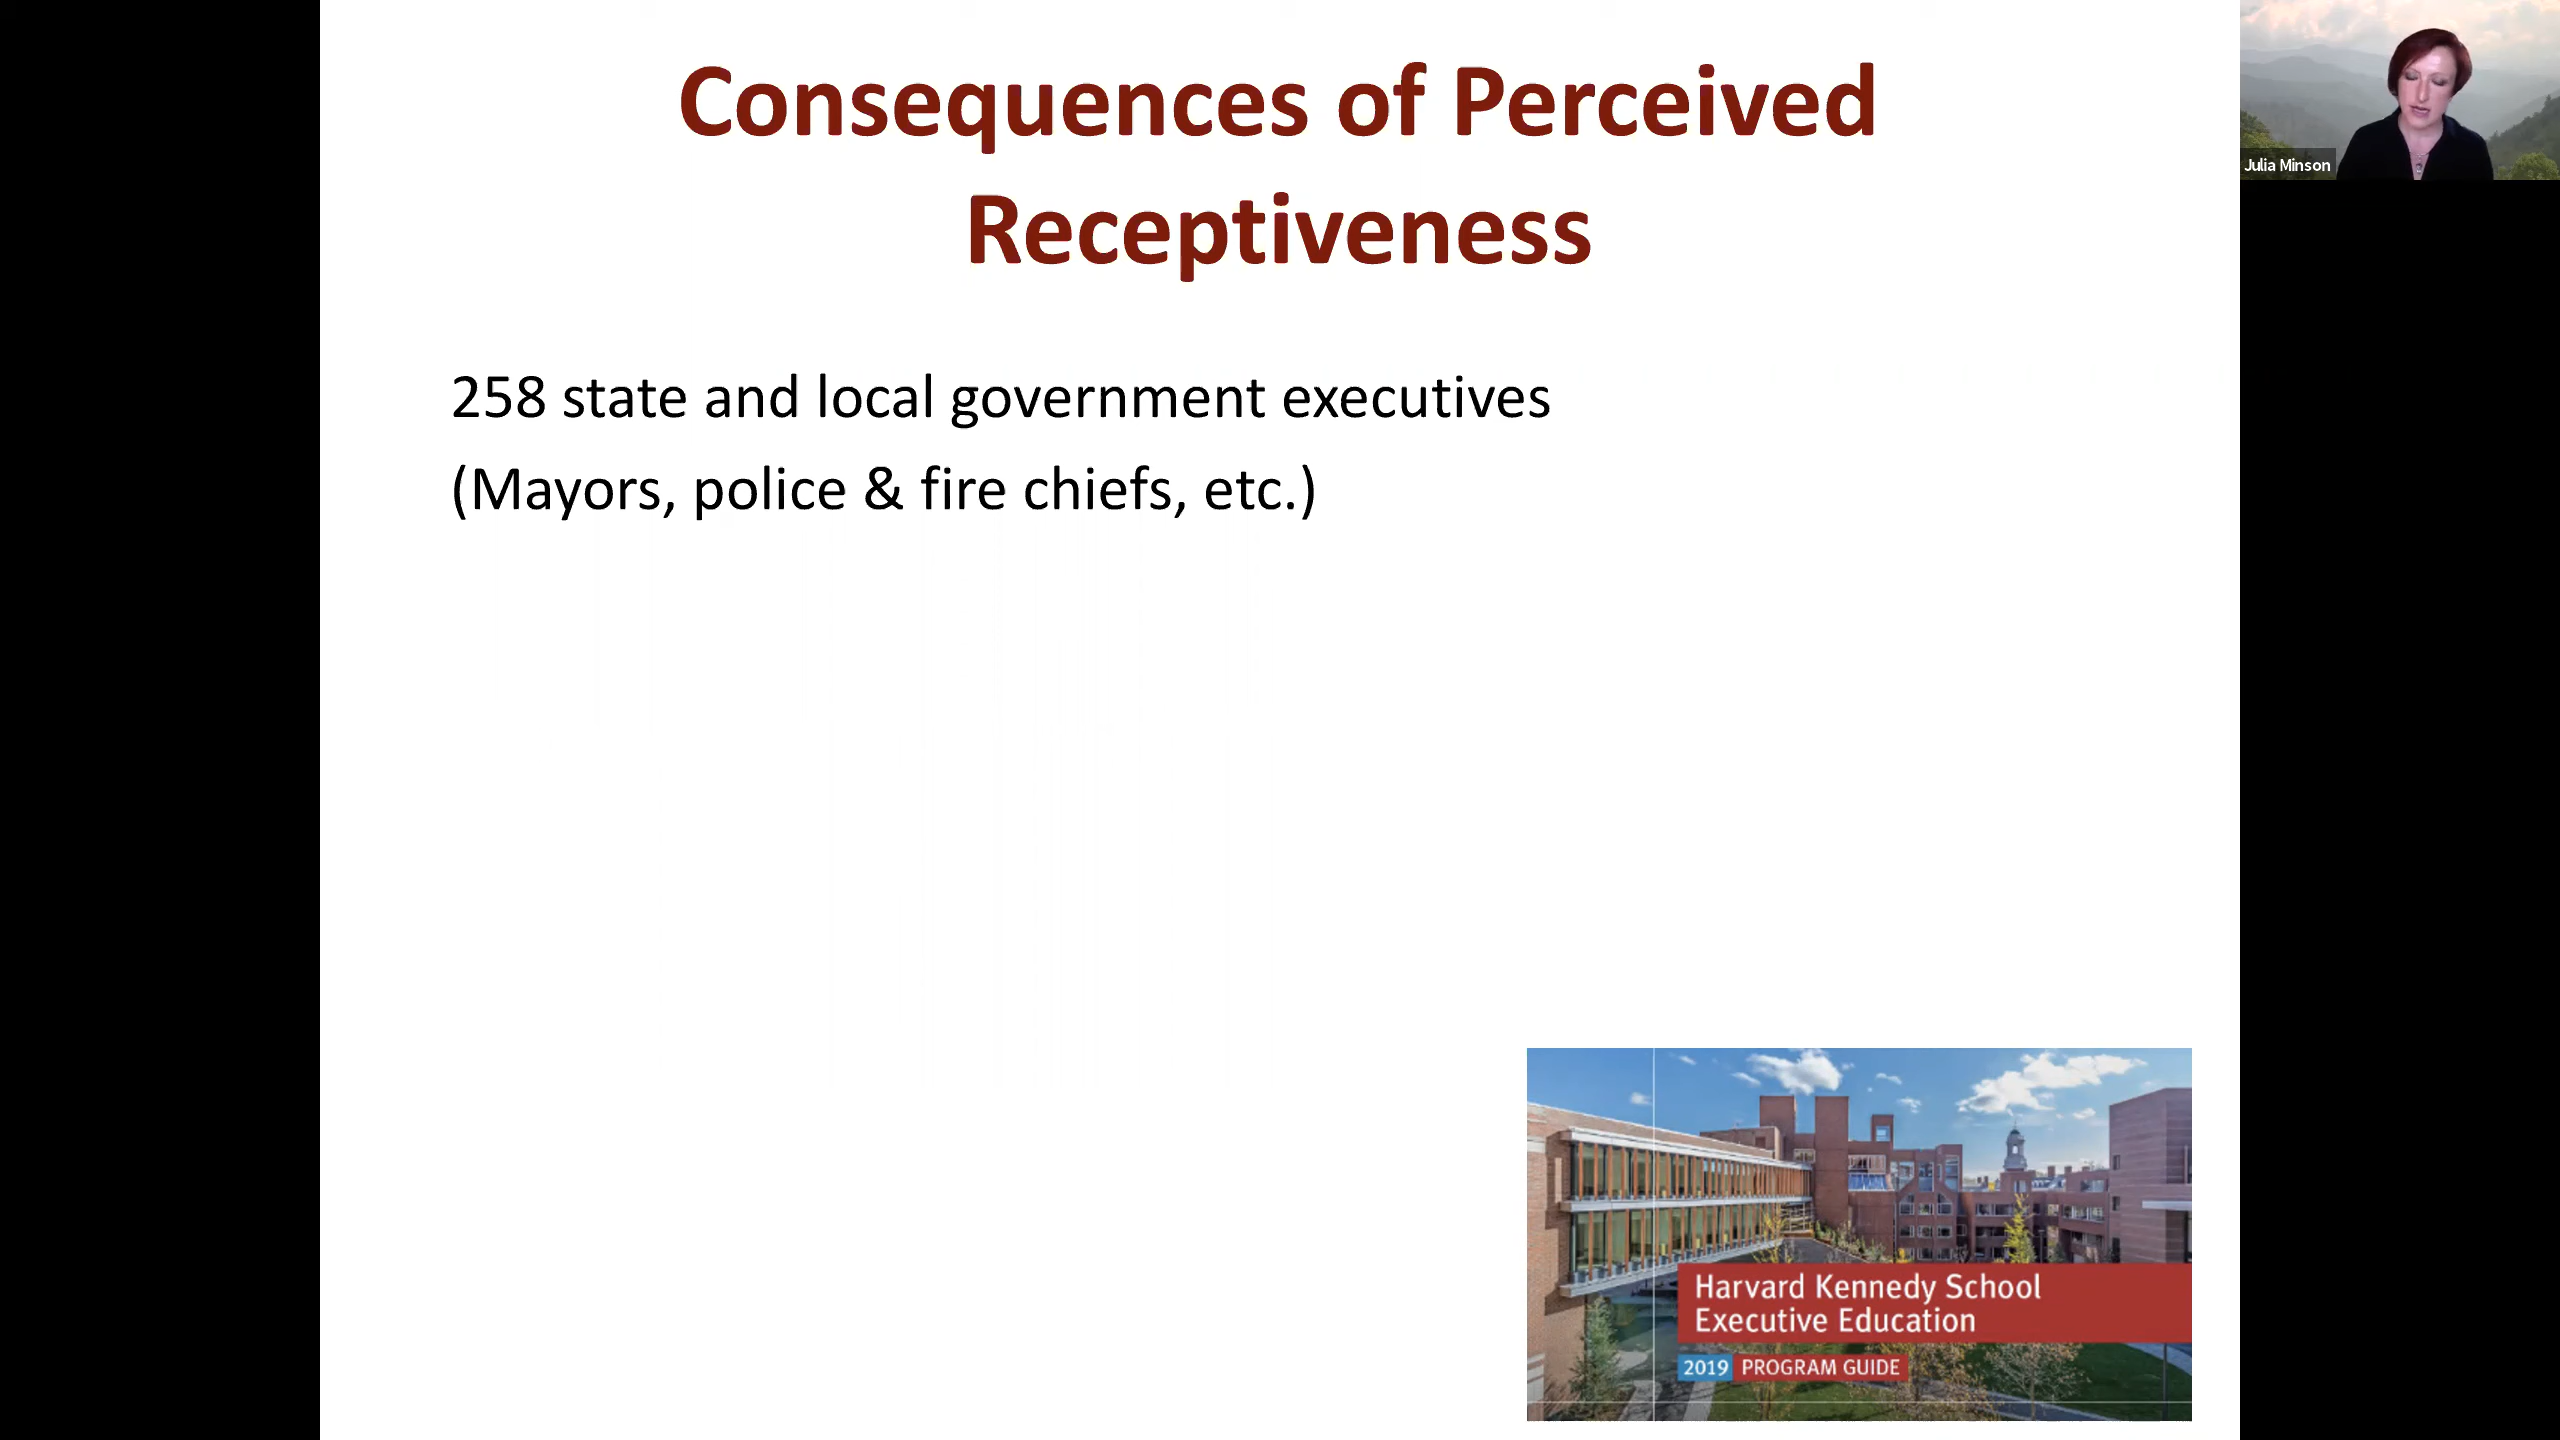 Consequences of Perceived
Receptiveness
Julia Minson
258 state and local government executives
(Mayors, police & fire chiefs, etc.)
Harvard Kennedy School
Executive Education
2019 PROGRAM GUIDE